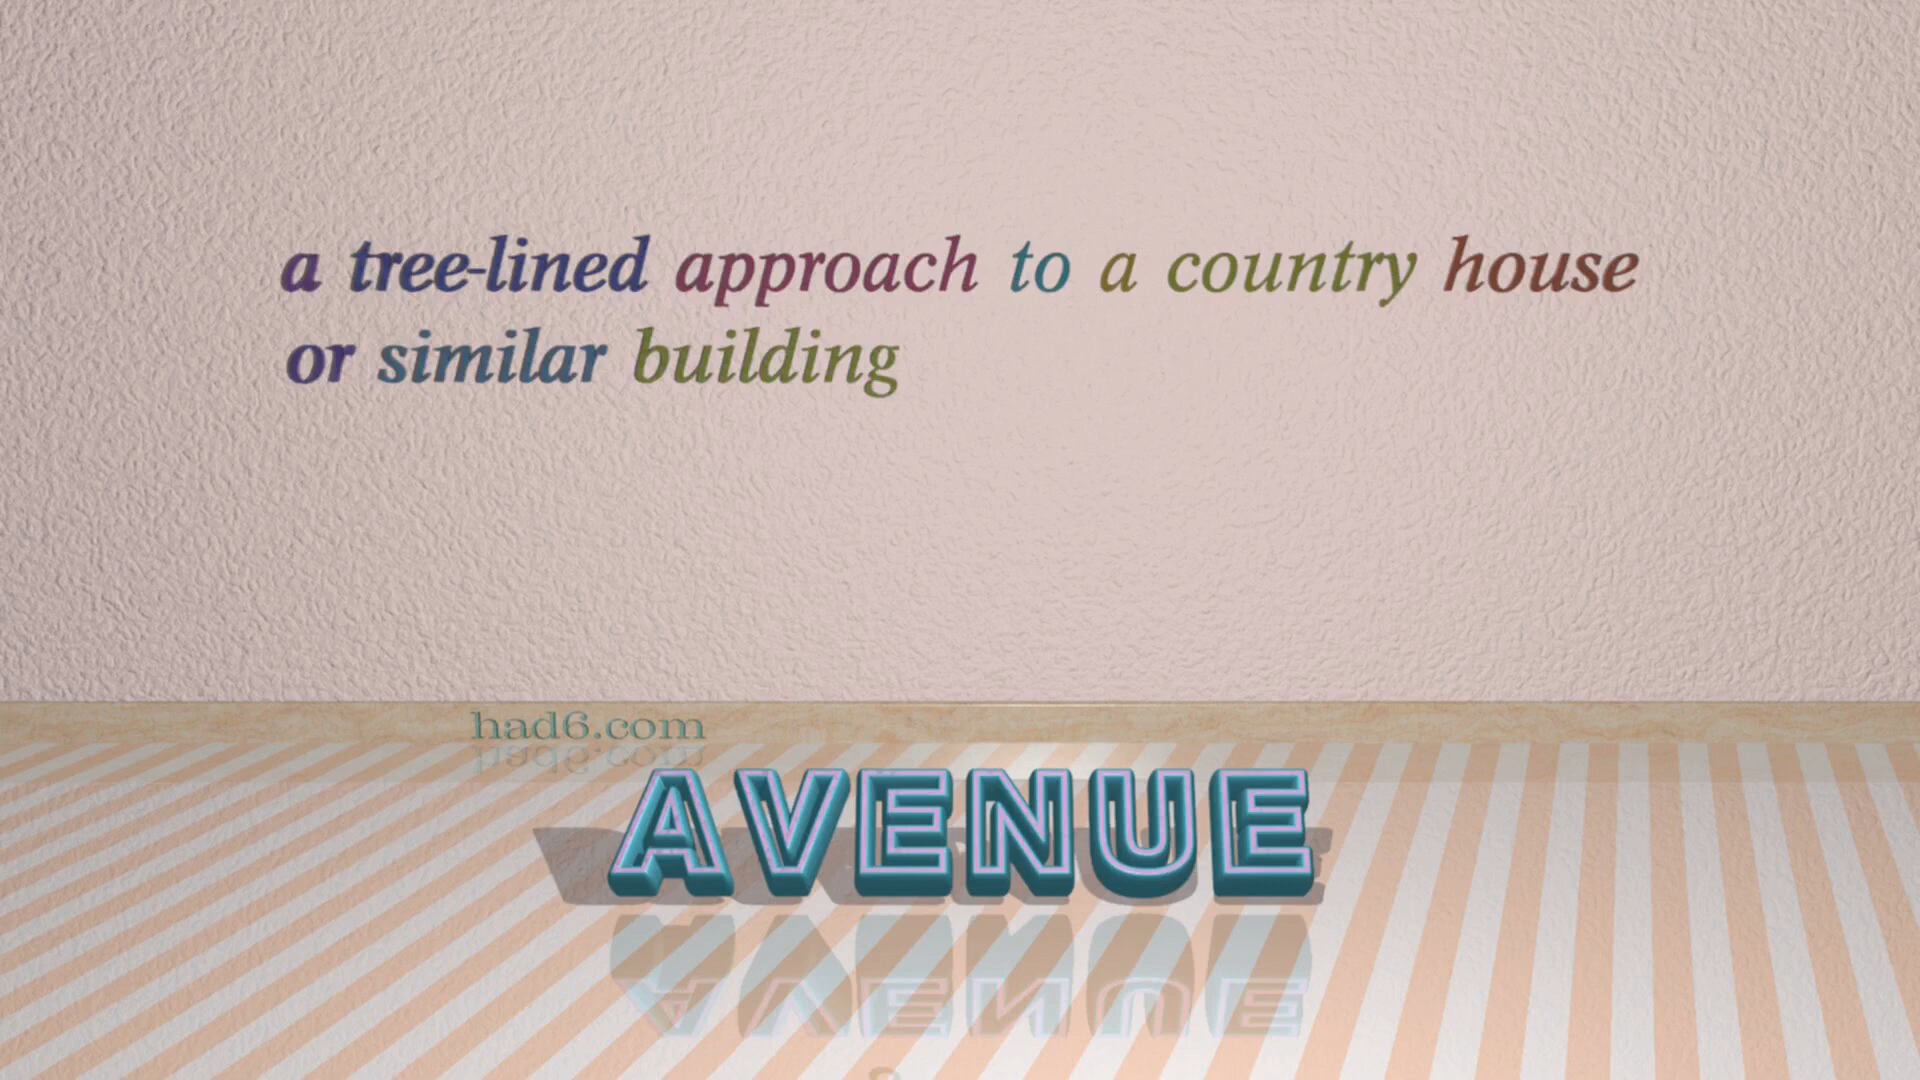 a tree-lined approach to a country house
or similar building
had6.com
AVENUE